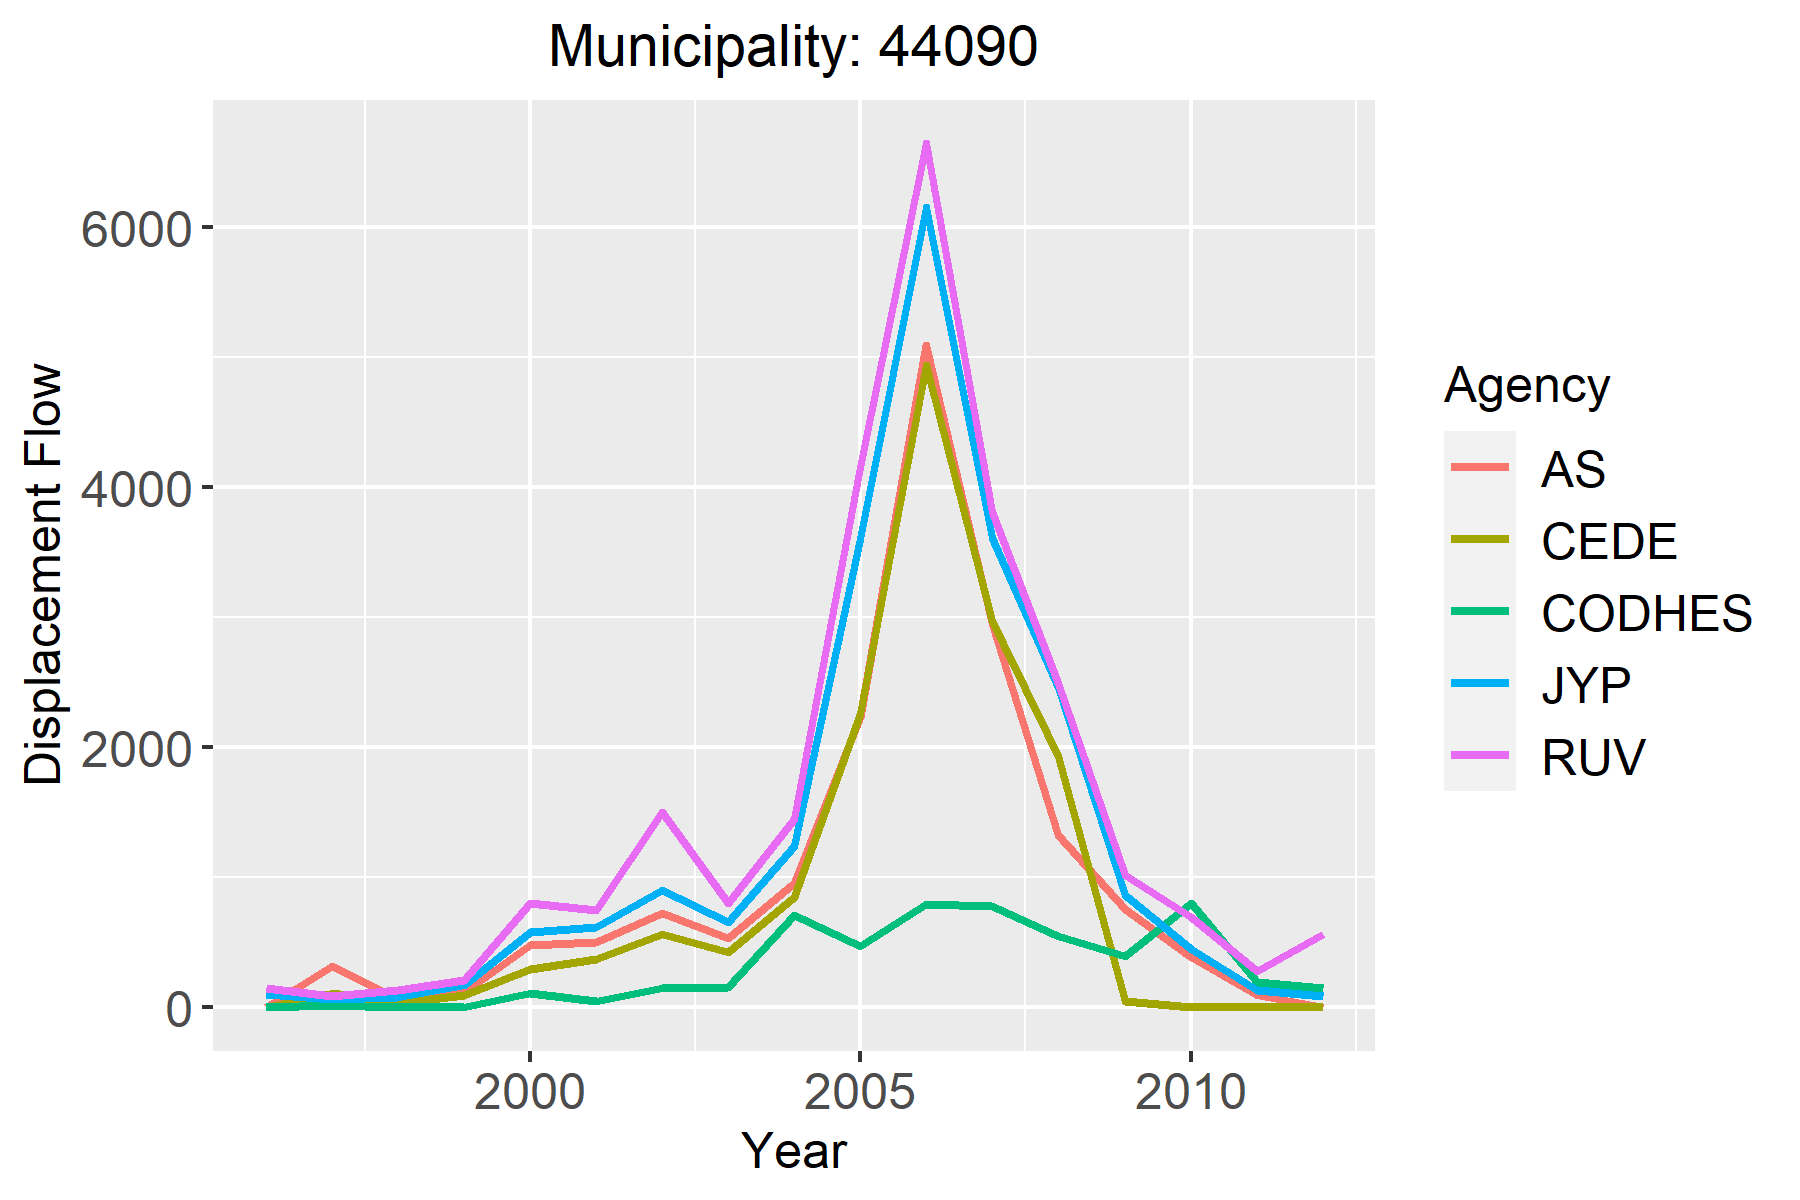 Municipality: 44090
Displacement Flow
6000
4000
2000
0
2000
2005
2010
Year
Agency
AS
CEDE
CODHES
JYP
RUV